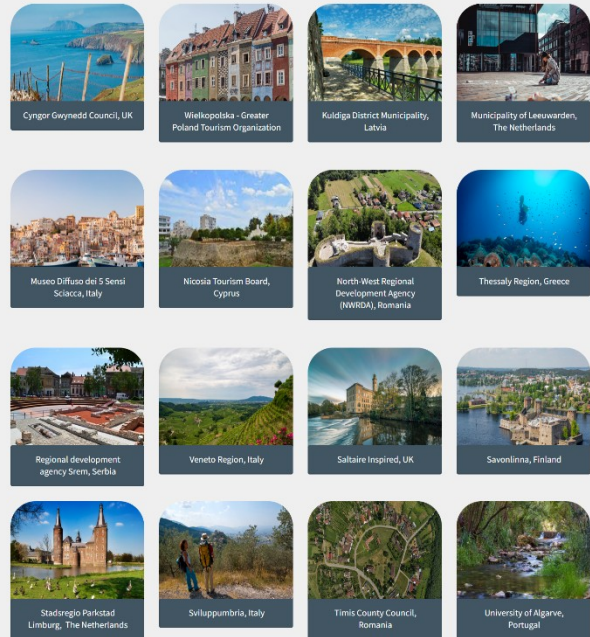 Cyngor Gwynedd Council, UK
Wielkopolska - Greater
Poland Tourism Organization
Kuldiga District Municipality,
Latvia
Municipality of Leeuwarden,
The Netherlands
Museo Diffuso dei 5 Sensi
Sciacca, Italy
Nicosia Tourism Board,
Cyprus
North-West Regional
Development Agency
(NWRDA), Romania
Thessaly Region, Greece
Regional development
agency Srem, Serbia
Veneto Region, Italy
Saltaire Inspired, UK
Savonlinna, Finland
Stadsregio Parkstad
Limburg, The Netherlands
Sviluppumbria, Italy
Timis County Council,
Romania
University of Algarve,
Portugal